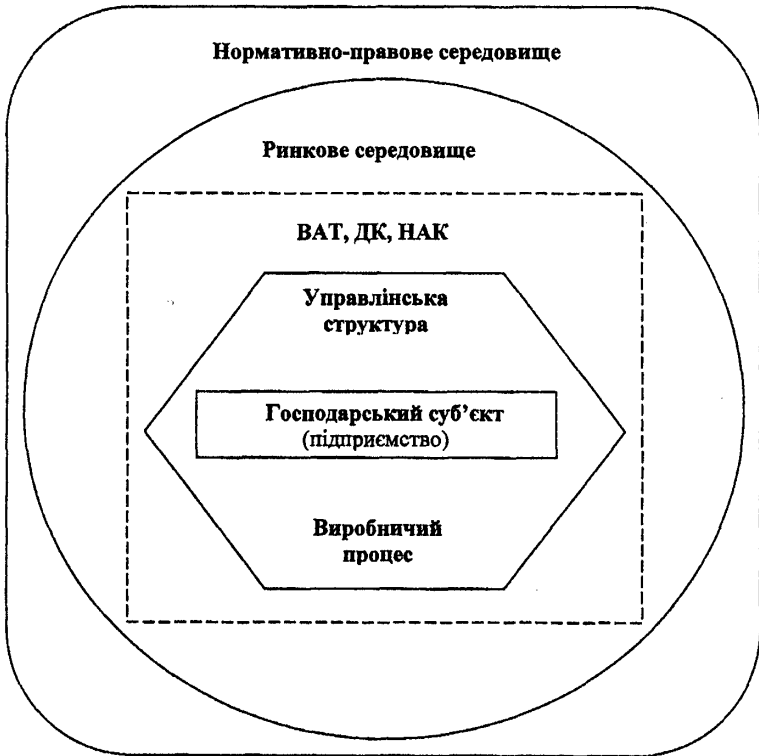 Нормативно-правове середовище
Ринкове середовище
ВАТ, ДК, НАК
Управлінська
структура
Господарський суб’єкт
(підприємство)
Виробничий
процес